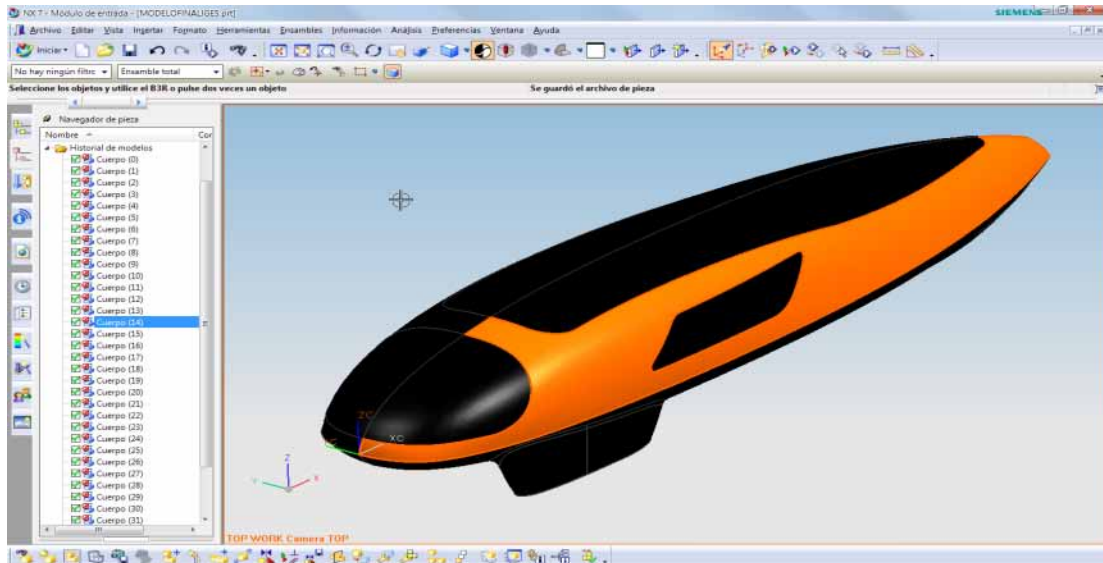 NX 7 - Módulo de entrada - [MODELOFINALIGES.prt]
SIEMENS
Archivo Editar Vista Insertar Formato Herramientas Ensambles Información Análisis Preferencias Ventana Ayuda
Iniciar
No hay ningún filtrc Ensamble total
Seleccione los objetos y utilice el B3R o pulse dos veces un objeto
Se guardó el archivo de pieza
Navegador de pieza
Nombre Cor
Historial de modelos
Cuerpo (0)
Cuerpo (1)
Cuerpo (2)
Cuerpo (3)
Cuerpo (4)
Cuerpo (5)
Cuerpo (6)
Cuerpo (7)
Cuerpo (8)
Cuerpo (9)
Cuerpo (10)
Cuerpo (11)
Cuerpo (12)
Cuerpo (13)
Cuerpo (14)
Cuerpo (15)
Cuerpo (16)
Cuerpo (17)
Cuerpo (18)
Cuerpo (19)
Cuerpo (20)
Cuerpo (21)
Cuerpo (22)
Cuerpo (23)
Cuerpo (24)
Cuerpo (25)
Cuerpo (26)
Cuerpo (27)
Cuerpo (28)
Cuerpo (29)
Cuerpo (30)
Cuerpo (31)
ZC
XC
Z
Y
X
TOP WORK Camera TOP